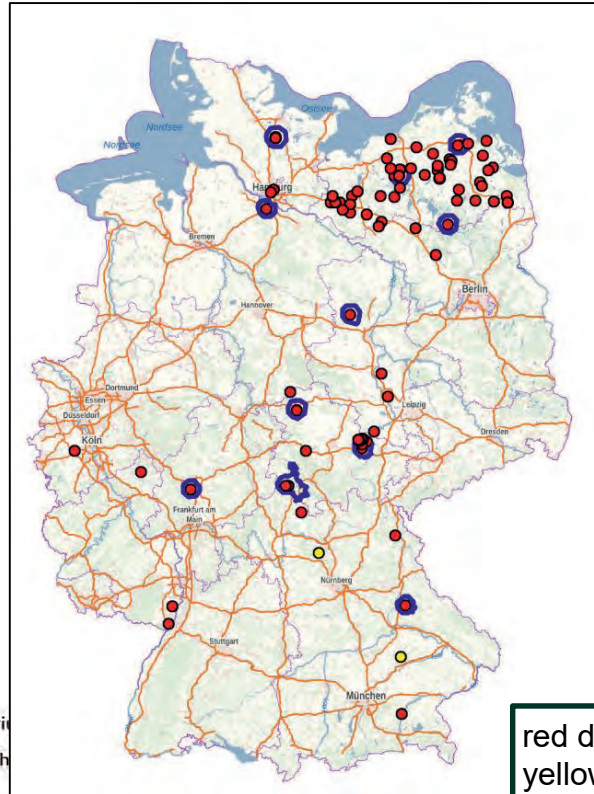 Ostsee
Nordsee
Nordsee
Hamburg
Bremen
Berlin
Hannover
Dortmund
Essen
Düsseldorf
Leipzig
Köln
Dresden
Frankfurt am
Main
Nürnberg
Stuttgart
München
red d
yellow